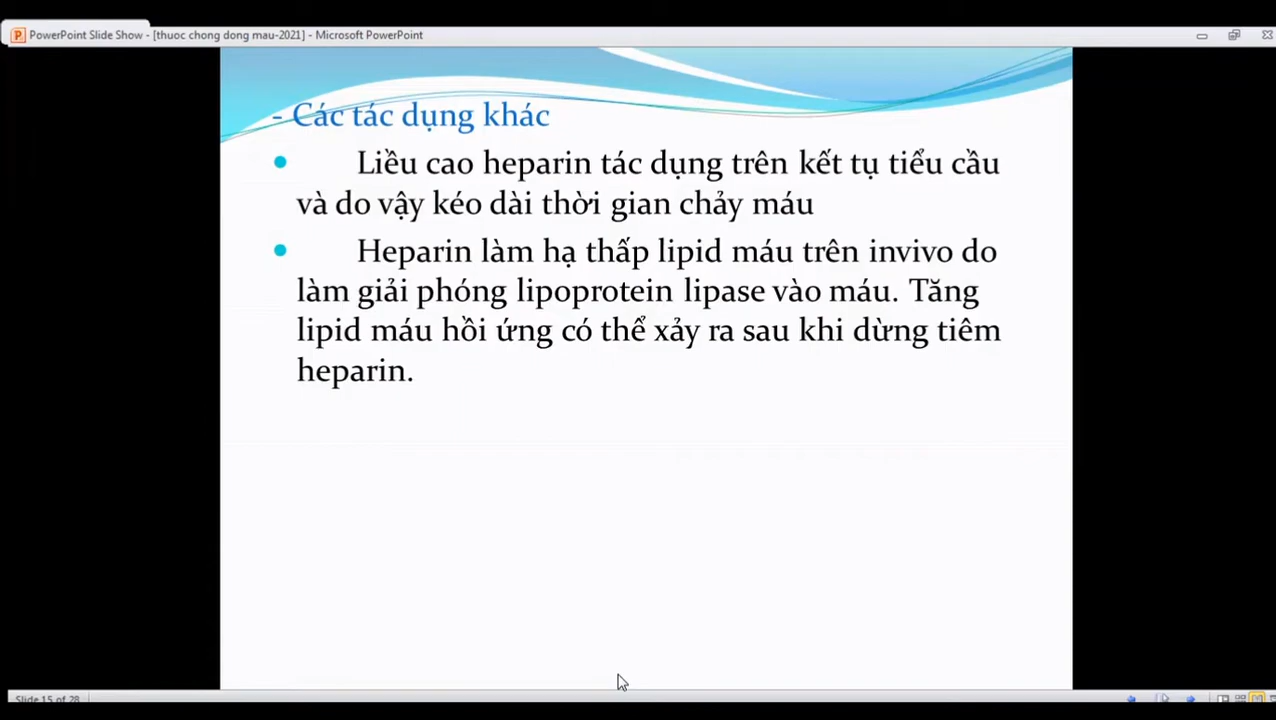 PowerPoint Slide Show - [thuoc chong dong mau-2021] - Microsoft PowerPoint
- Các tác dụng khác
Liều cao heparin tác dụng trên kết tụ tiểu cầu
và do vậy kéo dài thời gian chảy máu
Heparin làm hạ thấp lipid máu trên invivo do
làm giải phóng lipoprotein lipase vào máu. Tăng
lipid máu hồi ứng có thể xảy ra sau khi dừng tiêm
heparin.
Slide 15 of 28